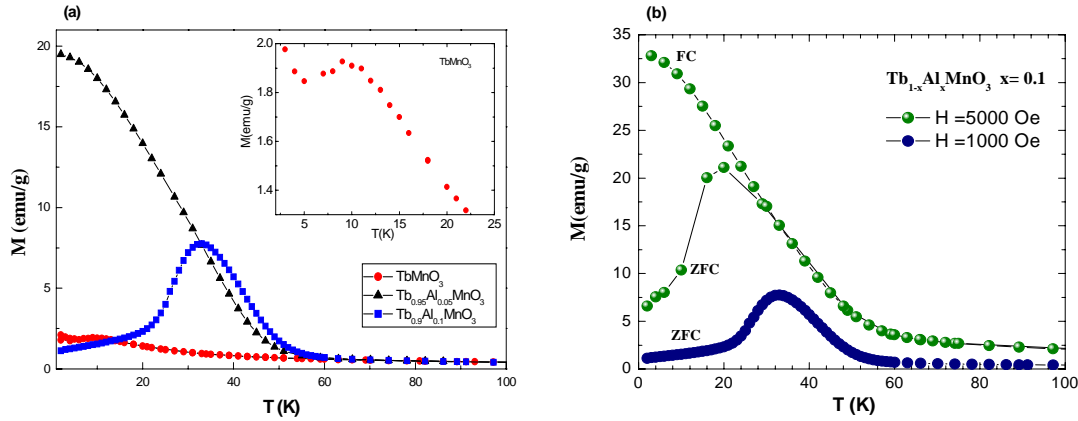 (a)
M (emu/g)
20
15
10
5
0
20
40
60
80
100
T (K)
TbMnO3
M(emu/g)
2.0
1.8
1.6
1.4
5
10
15
20
25
T(K)
TbMnO3
Tb0.95Al0.05MnO3
Tb0.9Al0.1MnO3
(b)
M(emu/g)
35
30
25
20
15
10
5
0
0
20
40
60
80
100
T (K)
FC
ZFC
ZFC
Tb1-xAlxMnO3 x= 0.1
H =5000 Oe
H =1000 Oe